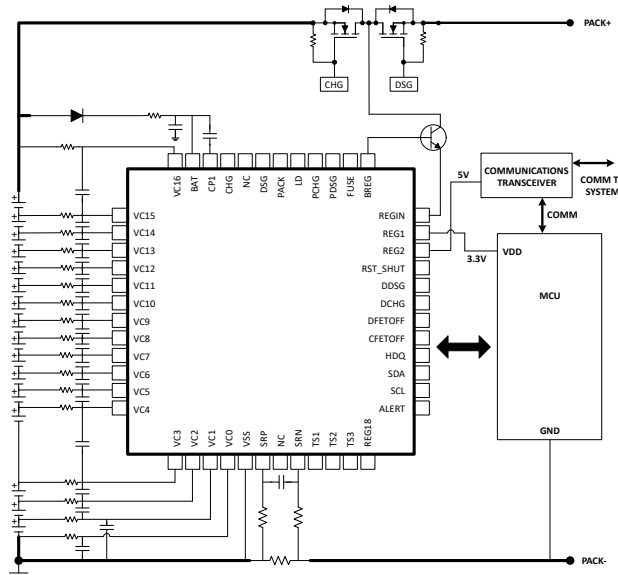 PACK+
CHG
DSG
VC16
BAT
CP1
CHG
NC
DSG
PACK
LD
PCHG
PDSG
FUSE
BREG
COMMUNICATIONS
TRANSCEIVER
COMM T
SYSTEM
5V
COMM
3.3V
VDD
MCU
GND
VC15
VC14
VC13
VC12
VC11
VC10
VC9
VC8
VC7
VC6
VC5
VC4
REGIN
REG1
REG2
RST_SHUT
DDSG
DCHG
DFETOFF
CFETOFF
HDQ
SDA
SCL
ALERT
VC3
VC2
VC1
VC0
VSS
SRP
NC
SRN
TS1
TS2
TS3
REG18
PACK-